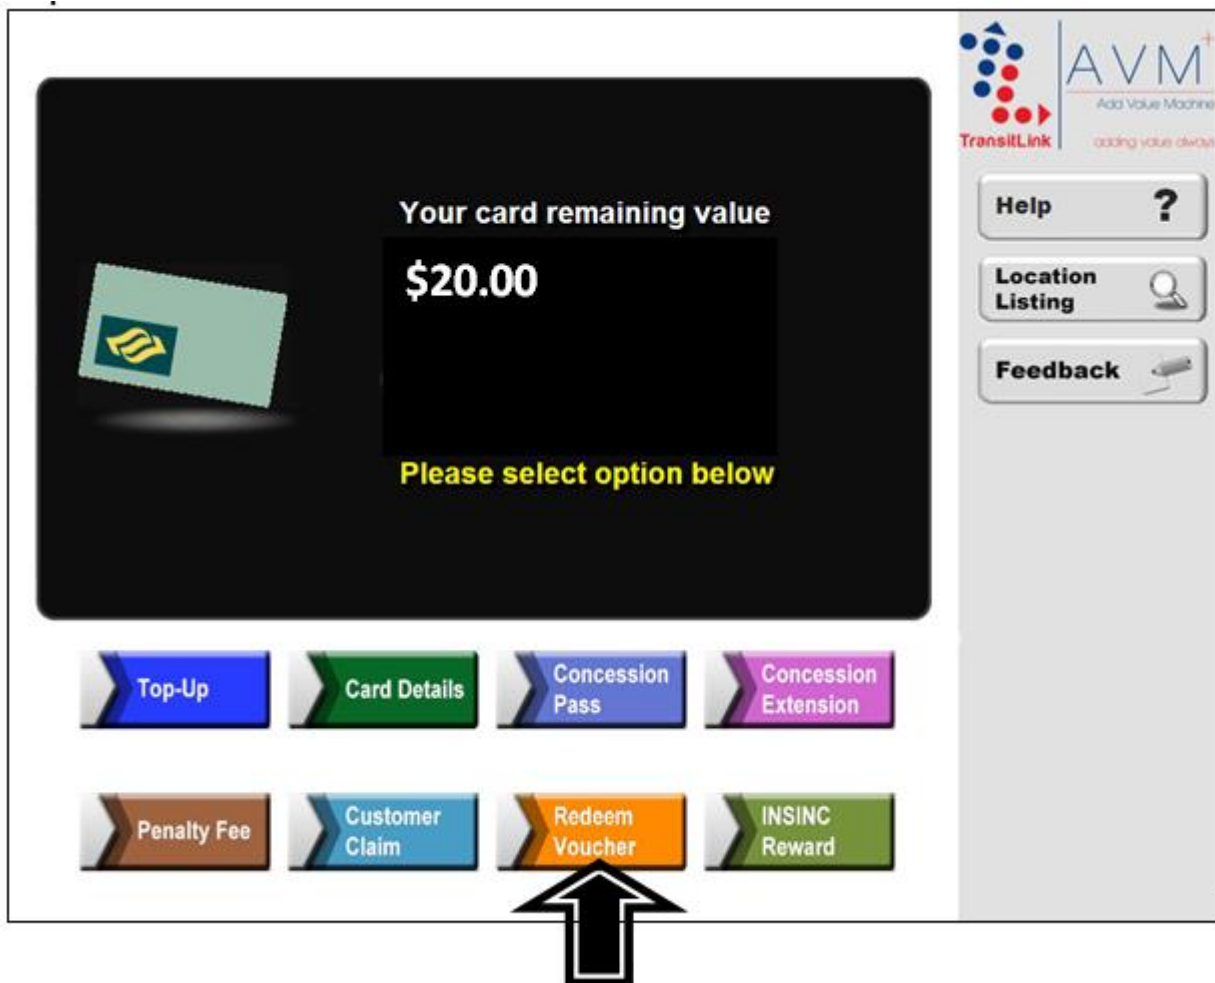 AVM+
Add Value Machine
TransitLink
adding value always
Your card remaining value
$20.00
Please select option below
Help ?
Location
Listing
Feedback
Top-Up
Card Details
Concession
Pass
Concession
Extension
Penalty Fee
Customer
Claim
Redeem
Voucher
INSINC
Reward